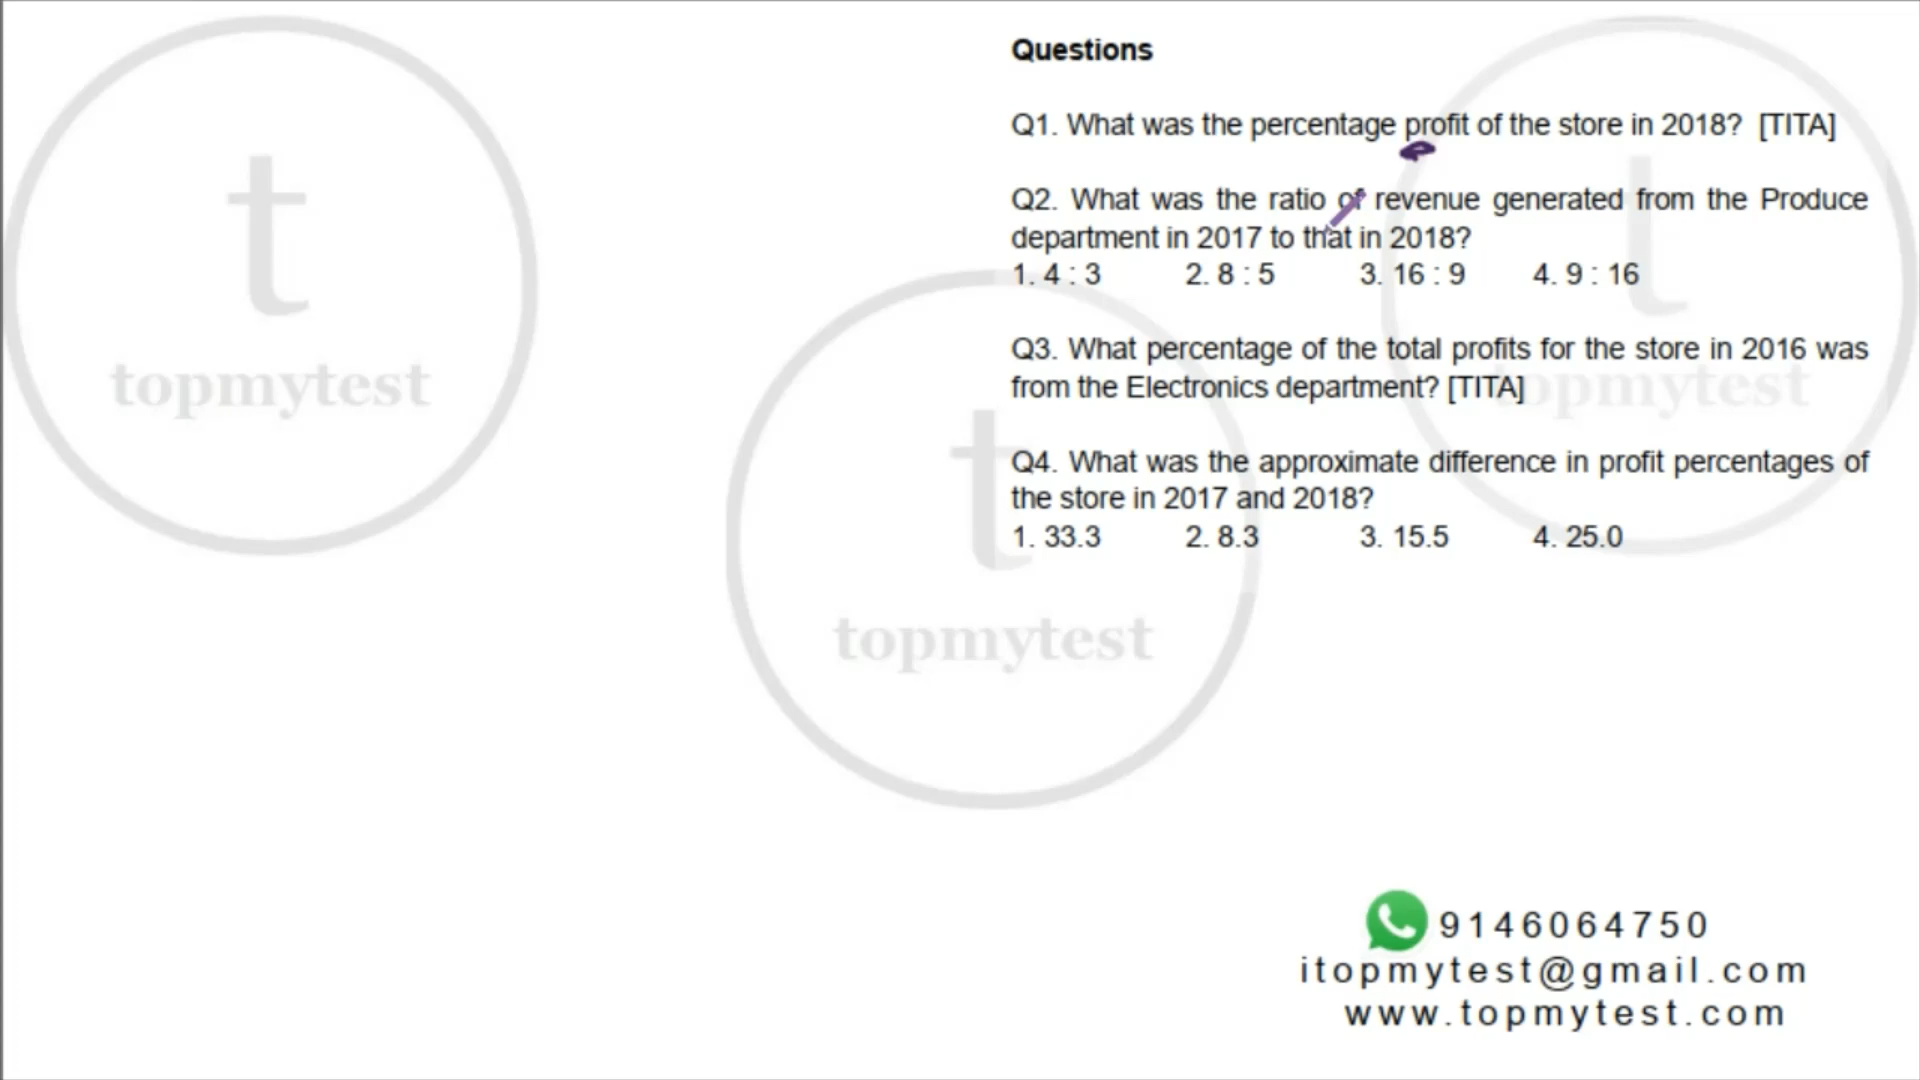 Questions
Q1. What was the percentage profit of the store in 2018? [TITA]
Q2. What was the ratio of revenue generated from the Produce
department in 2017 to that in 2018?
1. 4 : 3 2. 8 : 5 3. 16 : 9 4. 9 : 16
Q3. What percentage of the total profits for the store in 2016 was
from the Electronics department? [TITA]
Q4. What was the approximate difference in profit percentages of
the store in 2017 and 2018?
1. 33.3 2. 8.3 3. 15.5 4. 25.0
t
topmytest
t
topmytest
t
topmytest
9146064750
itopmytest@gmail.com
www.topmytest.com